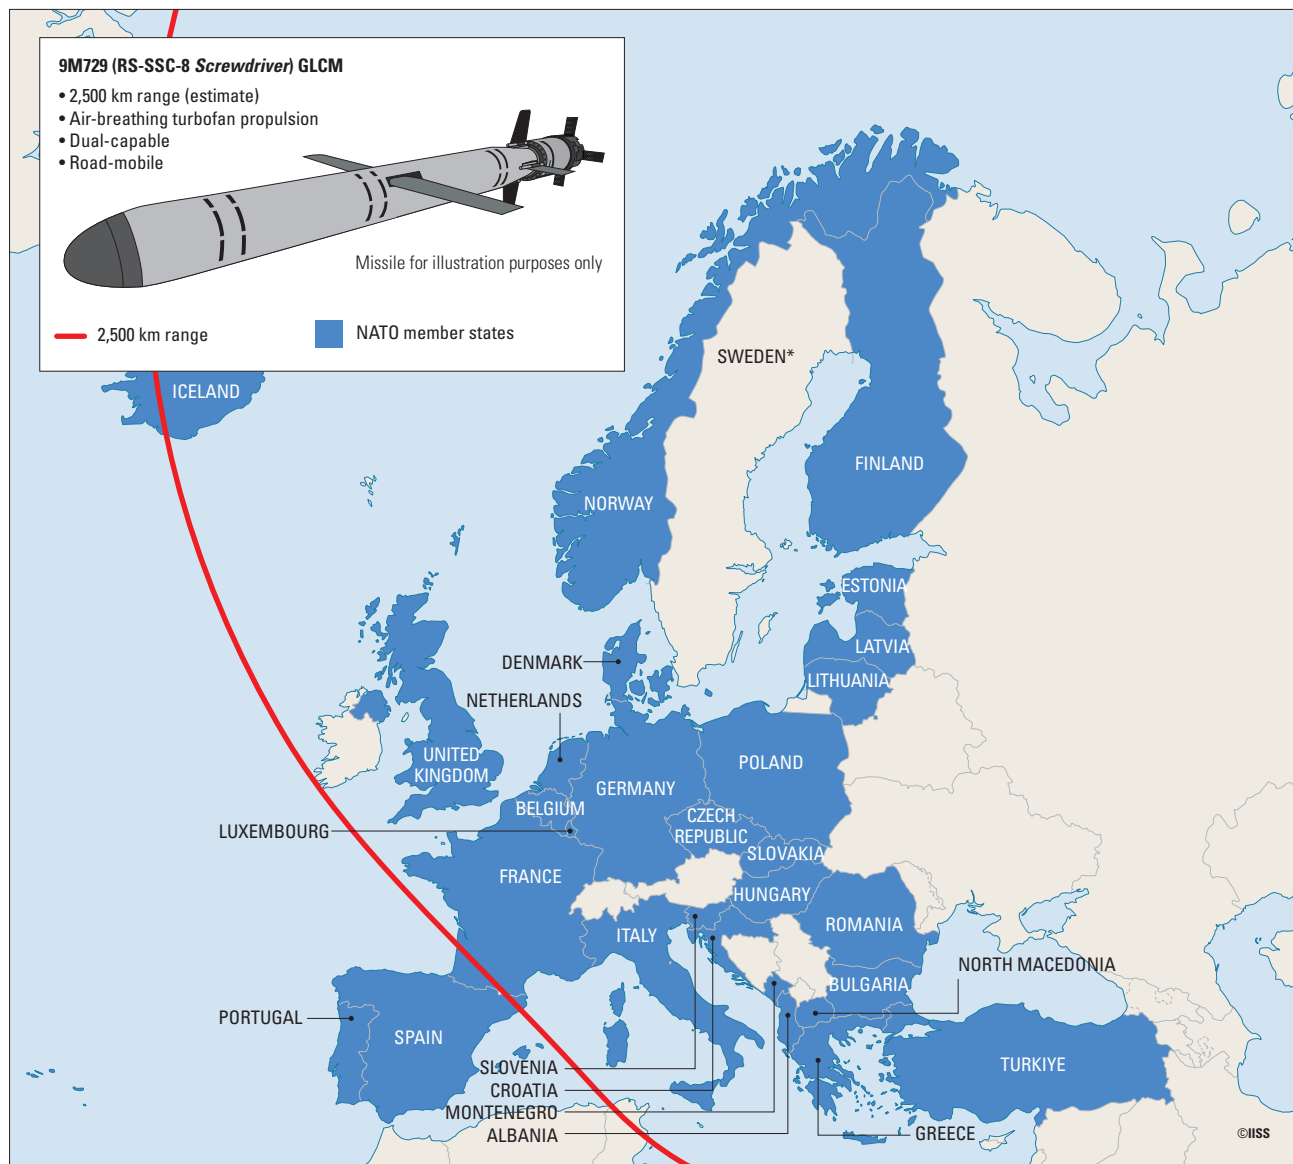 9M729 (RS-SSC-8 Screwdriver) GLCM
• 2,500 km range (estimate)
• Air-breathing turbofan propulsion
• Dual-capable
• Road-mobile
Missile for illustration purposes only
2,500 km range
NATO member states
ICELAND
SWEDEN*
FINLAND
NORWAY
ESTONIA
LATVIA
LITHUANIA
DENMARK
NETHERLANDS
UNITED
KINGDOM
POLAND
GERMANY
BELGIUM
CZECH
REPUBLIC
LUXEMBOURG
SLOVAKIA
FRANCE
HUNGARY
ROMANIA
ITALY
NORTH MACEDONIA
BULGARIA
PORTUGAL
SPAIN
SLOVENIA
CROATIA
MONTENEGRO
ALBANIA
TURKIYE
GREECE
©IISS